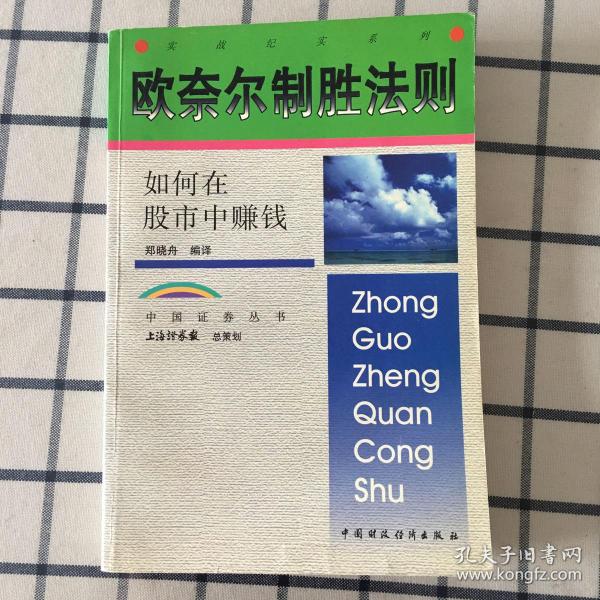 实战纪实系列
欧奈尔制胜法则
如何在
股市中赚钱
郑晓舟 编译
中国证券丛书
上海證券報 总策划
Zhong
Guo
Zheng
Quan
Cong
Shu
中国财政经济出版社
孔夫子旧书网
www.kongfz.com